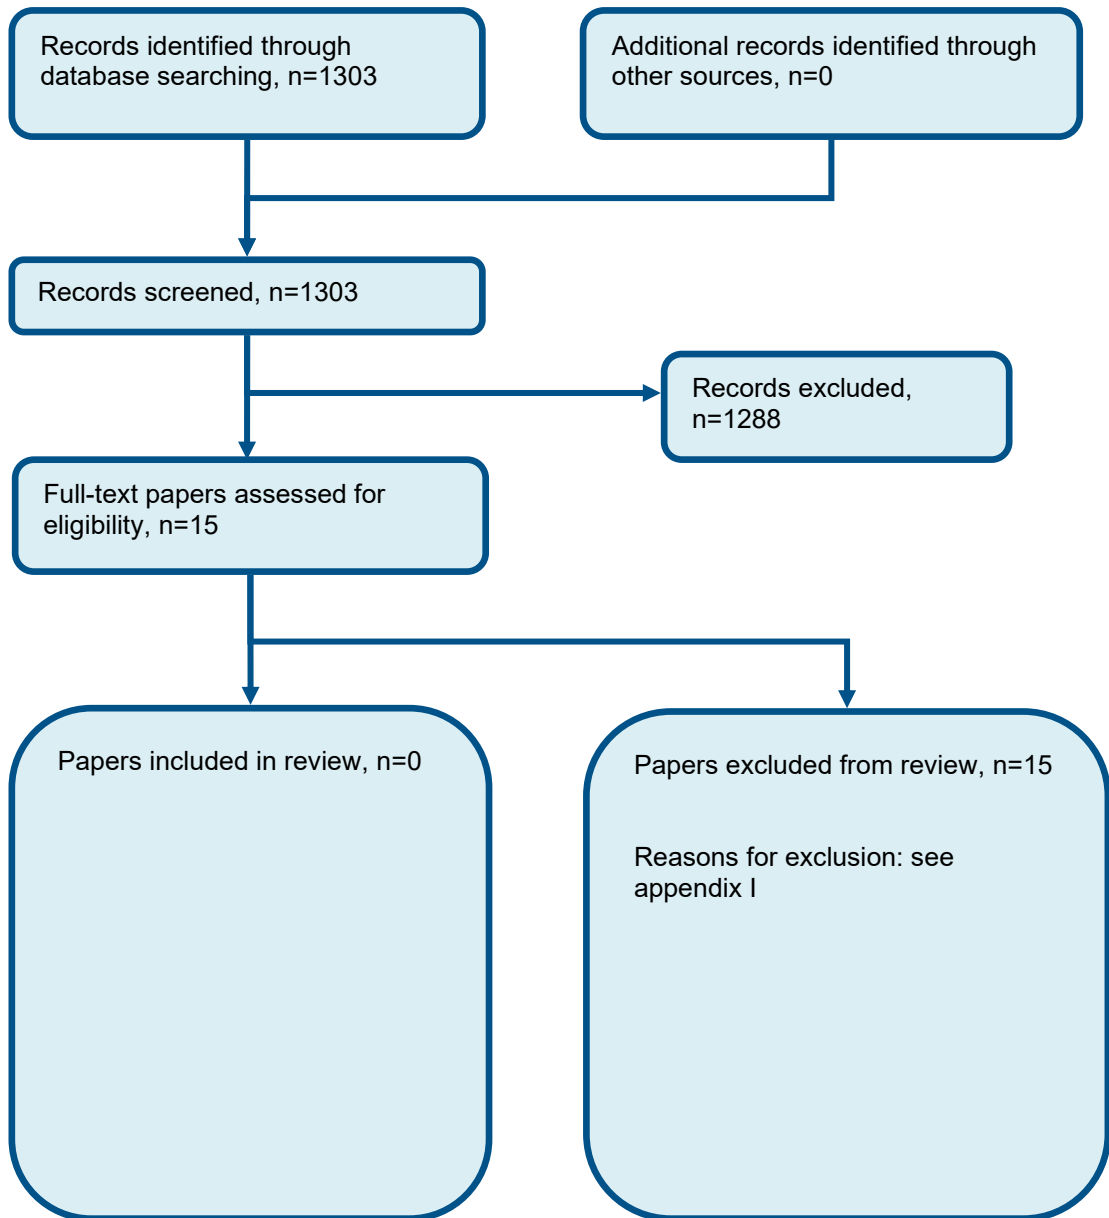 Records identified through
database searching, n=1303
Additional records identified through
other sources, n=0
Records screened, n=1303
Records excluded,
n=1288
Full-text papers assessed for
eligibility, n=15
Papers included in review, n=0
Papers excluded from review, n=15
Reasons for exclusion: see
appendix I